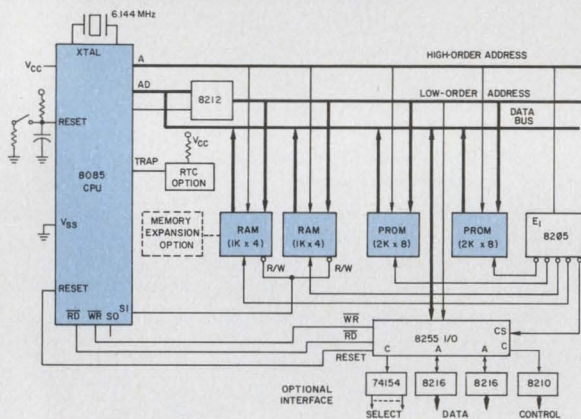 6.144 MHz
XTAL
VCC
A
HIGH-ORDER ADDRESS
AD
8212
LOW-ORDER ADDRESS
DATA
BUS
RESET
VCC
TRAP
RTC
OPTION
8085
CPU
MEMORY
EXPANSION
OPTION
RAM
(1K x 4)
RAM
(1K x 4)
PROM
(2K x 8)
PROM
(2K x 8)
E1
8205
VSS
R/W
R/W
RESET
S1
RD WR SO
WR
RD
RESET
8255 I/O
CS
C
A
A
C
OPTIONAL
INTERFACE
74154
8216
8216
8210
SELECT
DATA
CONTROL